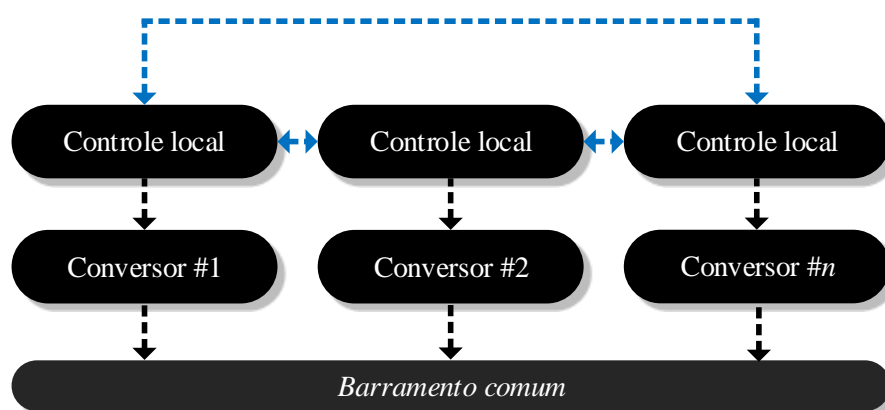 Controle local
Controle local
Controle local
Conversor #1
Conversor #2
Conversor #n
Barramento comum